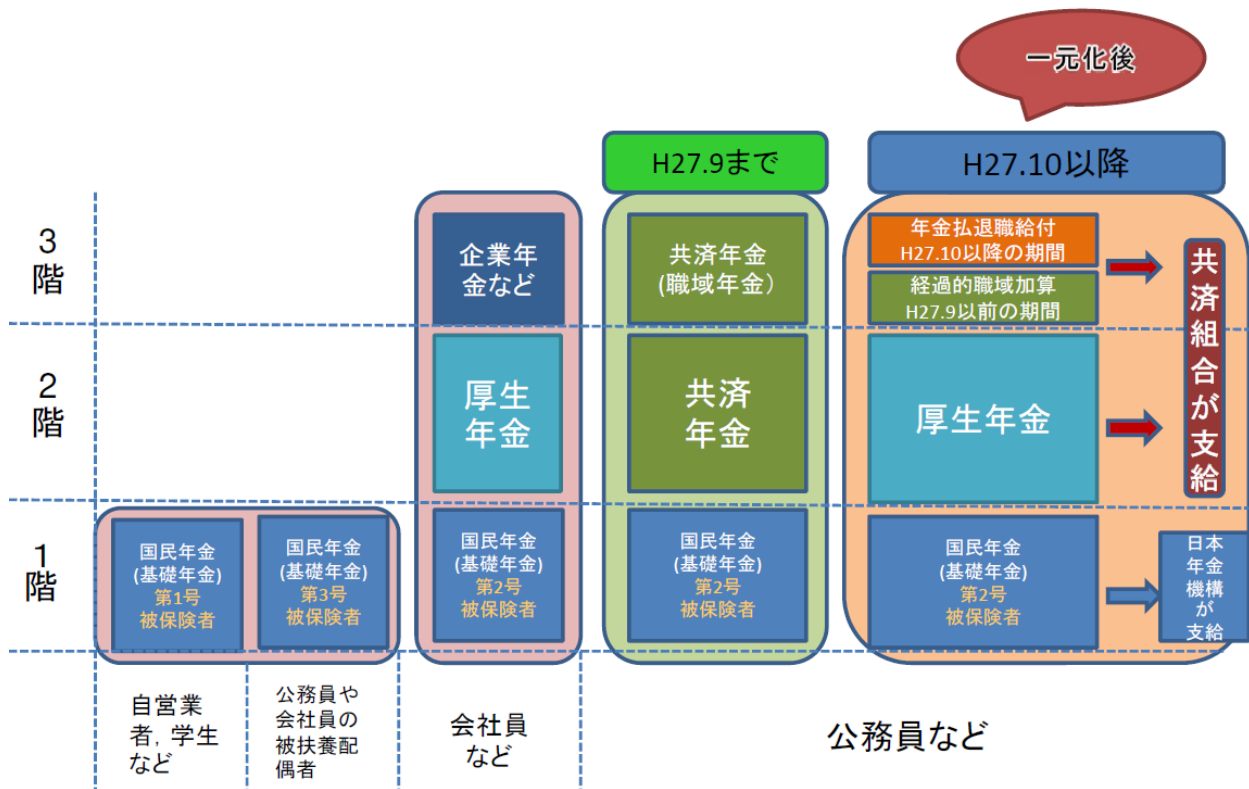 一元化後
H27.9まで
H27.10以降
3
階
企業年
金など
共済年金
(職域年金）
年金払退職給付
H27.10以降の期間
経過的職域加算
H27.9以前の期間
共済組合が支給
2
階
厚生
年金
共済
年金
厚生年金
1
階
国民年金
(基礎年金)
第1号
被保険者
国民年金
(基礎年金)
第3号
被保険者
国民年金
(基礎年金)
第2号
被保険者
国民年金
(基礎年金)
第2号
被保険者
国民年金
(基礎年金)
第2号
被保険者
日本
年金
機構
が
支給
自営業
者，学生
など
公務員や
会社員の
被扶養配
偶者
会社員
など
公務員など